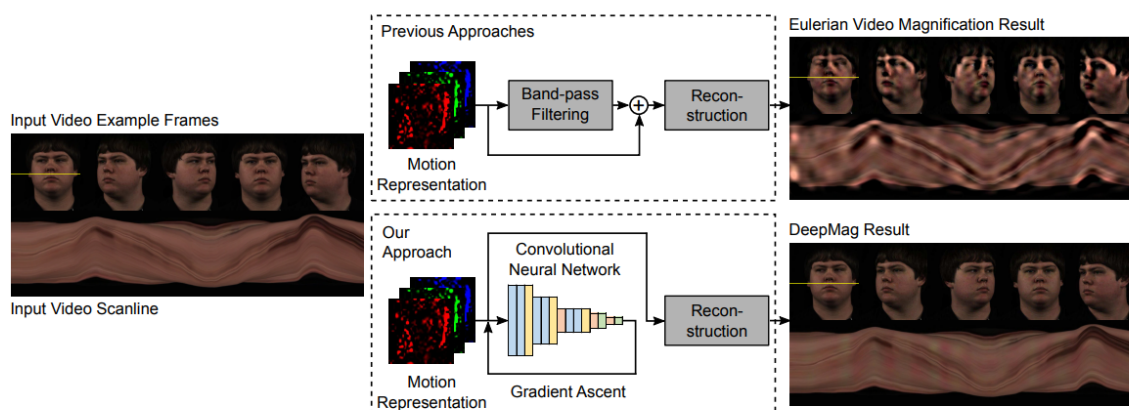 Input Video Example Frames
Input Video Scanline
Previous Approaches
Motion
Representation
Band-pass
Filtering
Recon-
struction
Our
Approach
Convolutional
Neural Network
Motion
Representation
Gradient Ascent
Recon-
struction
Eulerian Video Magnification Result
DeepMag Result